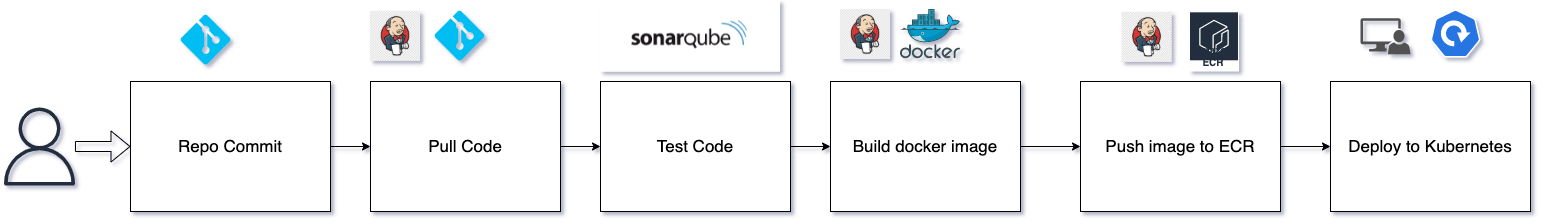 sonarqube
docker
ECR
Repo Commit
Pull Code
Test Code
Build docker image
Push image to ECR
Deploy to Kubernetes